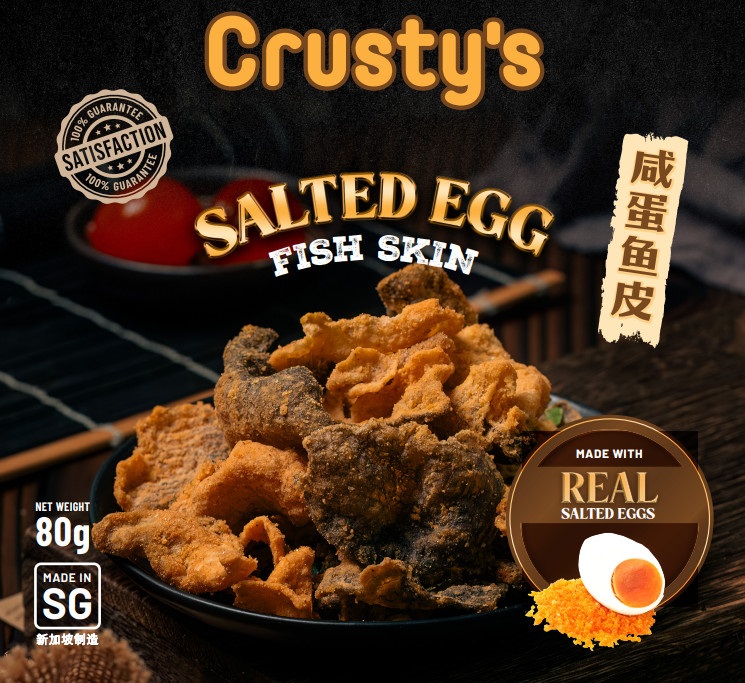 Crusty's
100% GUARANTEE
SATISFACTION
100% GUARANTEE
SALTED EGG
FISH SKIN
咸蛋鱼皮
MADE WITH
REAL
SALTED EGGS
NET WEIGHT
80g
MADE IN
SG
新加坡制造